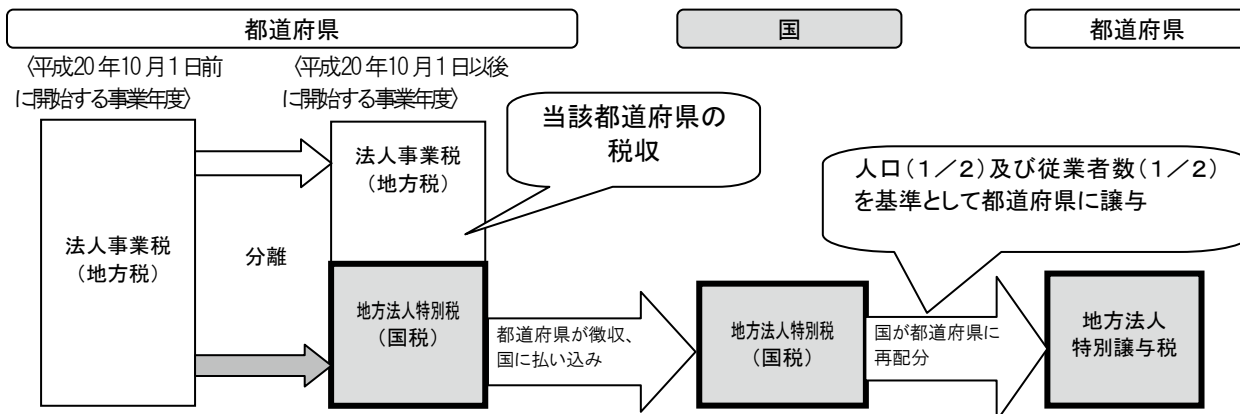 都道府県
国
都道府県
〈平成20年10月1日前
に開始する事業年度〉
〈平成20年10月1日以後
に開始する事業年度〉
当該都道府県の
税収
法人事業税
（地方税）
人口（１／２）及び従業者数（１／２）
を基準として都道府県に譲与
法人事業税
（地方税）
分離
地方法人特別税
（国税）
都道府県が徴収、
国に払い込み
地方法人特別税
（国税）
国が都道府県に
再配分
地方法人
特別譲与税